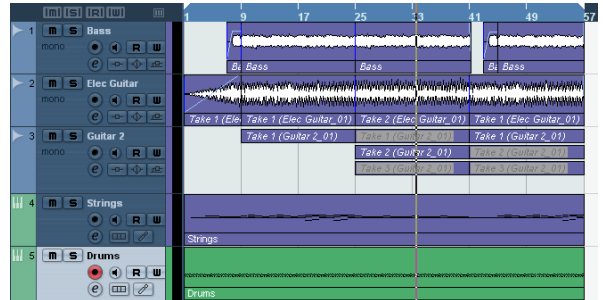 m S R W
1 9 17 25 33 41 49 57
1 m S Bass
mono R W
e
Ba Bass Bass Ba Bass
2 m S Elec Guitar
mono R W
e
Take 1 (Elec Take 1 (Elec Guitar_01) Take 2 (Elec Guitar_01) Take 1 (Elec Guitar_01)
3 m S Guitar 2
mono R W
e
Take 1 (Guitar 2_01) Take 1 (Guitar 2_01) Take 1 (Guitar 2_01)
Take 2 (Guitar 2_01) Take 2 (Guitar 2_01)
Take 3 (Guitar 2_01) Take 3 (Guitar 2_01)
4 m S Strings
R W
e
Strings
5 m S Drums
R W
e
Drums